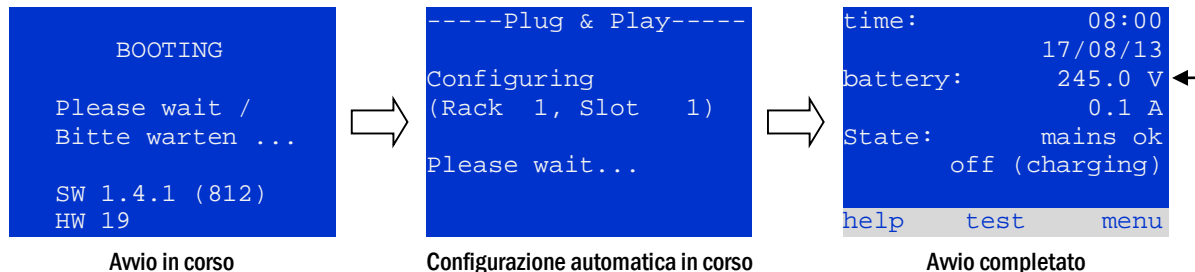 BOOTING
Please wait /
Bitte warten ...
SW 1.4.1 (812)
HW 19
Avvio in corso
-----Plug & Play-----
Configuring
(Rack  1, Slot   1)
Please wait...
Configurazione automatica in corso
time: 08:00
17/08/13
battery: 245.0 V
0.1 A
State: mains ok
off (charging)
help test menu
Avvio completato